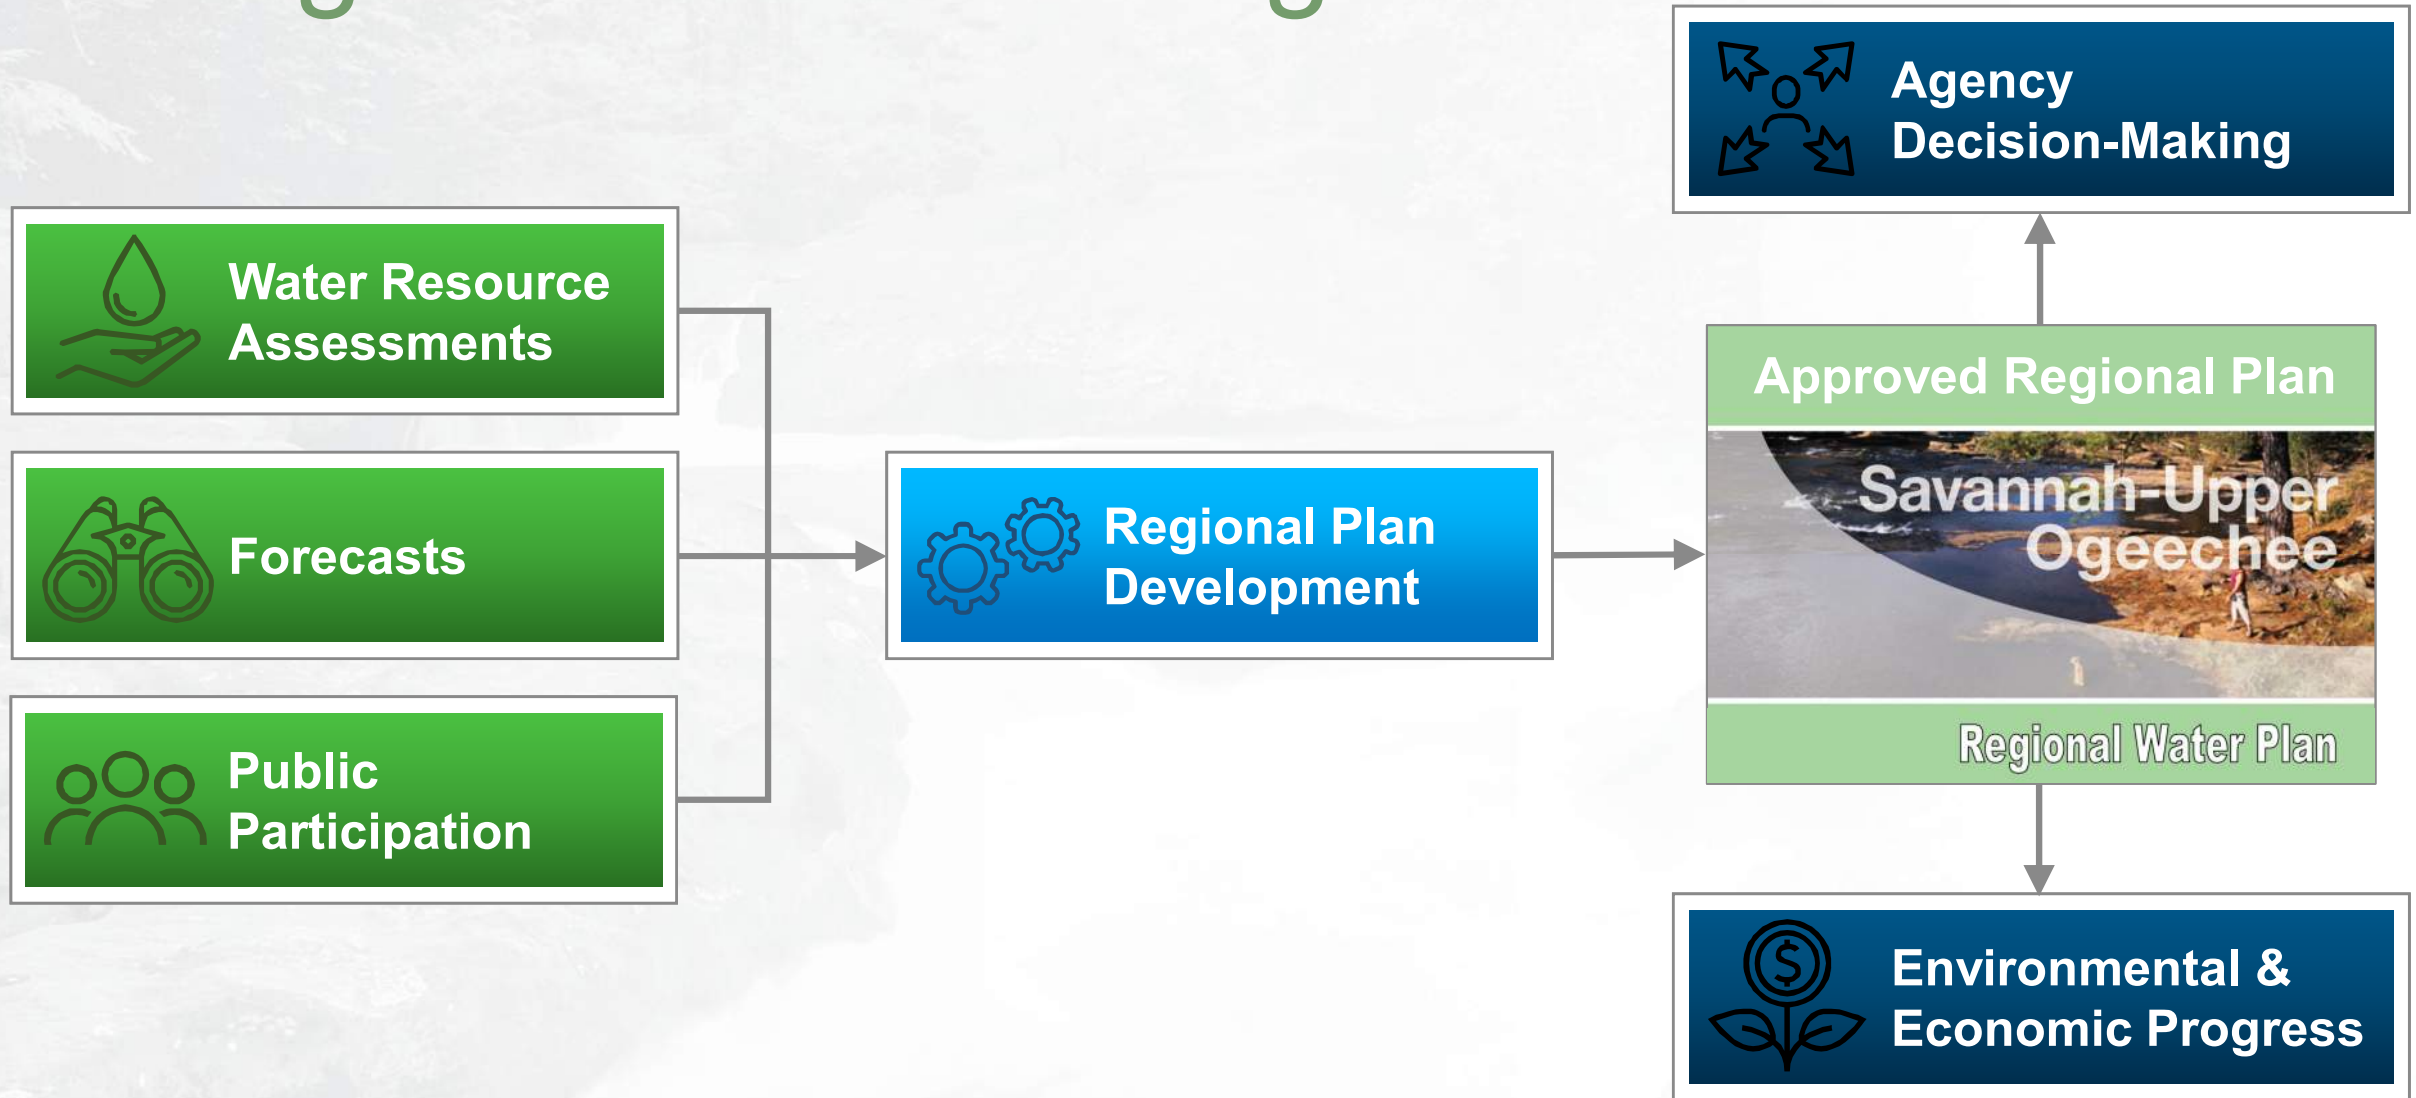 Water Resource
Assessments
Forecasts
Public
Participation
Regional Plan
Development
Agency
Decision-Making
Approved Regional Plan
Savannah-Upper
Ogeechee
Regional Water Plan
Environmental &
Economic Progress